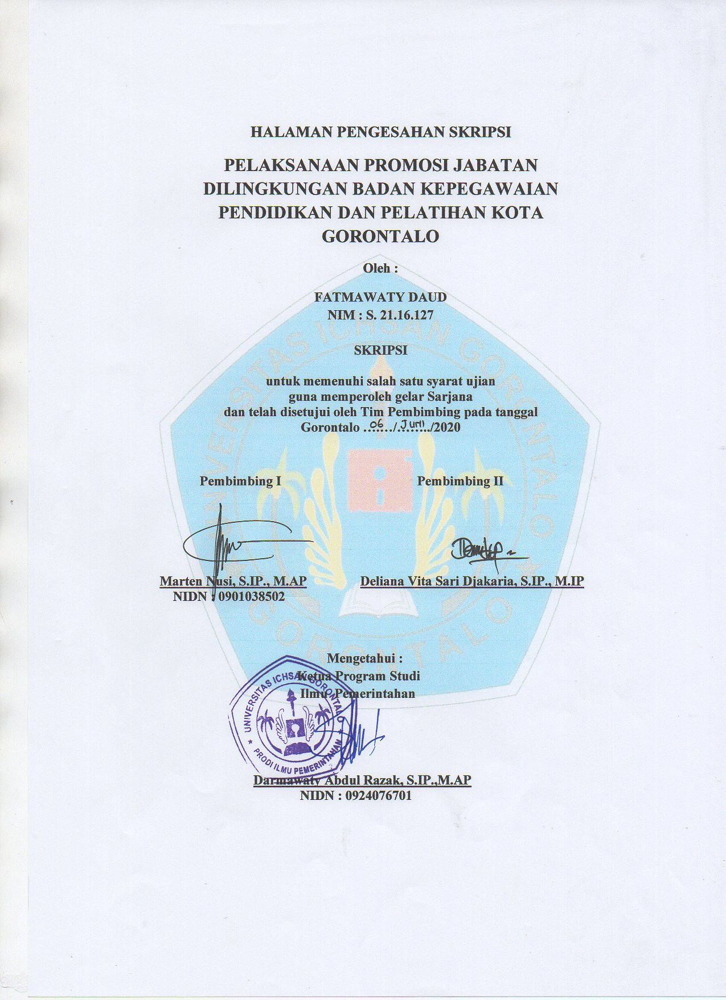 HALAMAN PENGESAHAN SKRIPSI
PELAKSANAAN PROMOSI JABATAN
DILINGKUNGAN BADAN KEPEGAWAIAN
PENDIDIKAN DAN PELATIHAN KOTA
GORONTALO
Oleh :
FATMAWATY DAUD
NIM : S. 21.16.127
UNIVERSITAS ICHSAN GORONTALO
SKRIPSI
untuk memenuhi salah satu syarat ujian
guna memperoleh gelar Sarjana
dan telah disetujui oleh Tim Pembimbing pada tanggal
Gorontalo ..06.../..Juni../2020
Pembimbing I Pembimbing II
Marten Nusi, S.IP., M.AP Deliana Vita Sari Djakaria, S.IP., M.IP
NIDN : 0901038502
GORONTALO
Mengetahui :
Ketua Program Studi
Ilmu Pemerintahan
UNIVERSITAS ICHSAN GORONTALO
PRODI ILMU PEMERINTAHAN
Darmawaty Abdul Razak, S.IP.,M.AP
NIDN : 0924076701